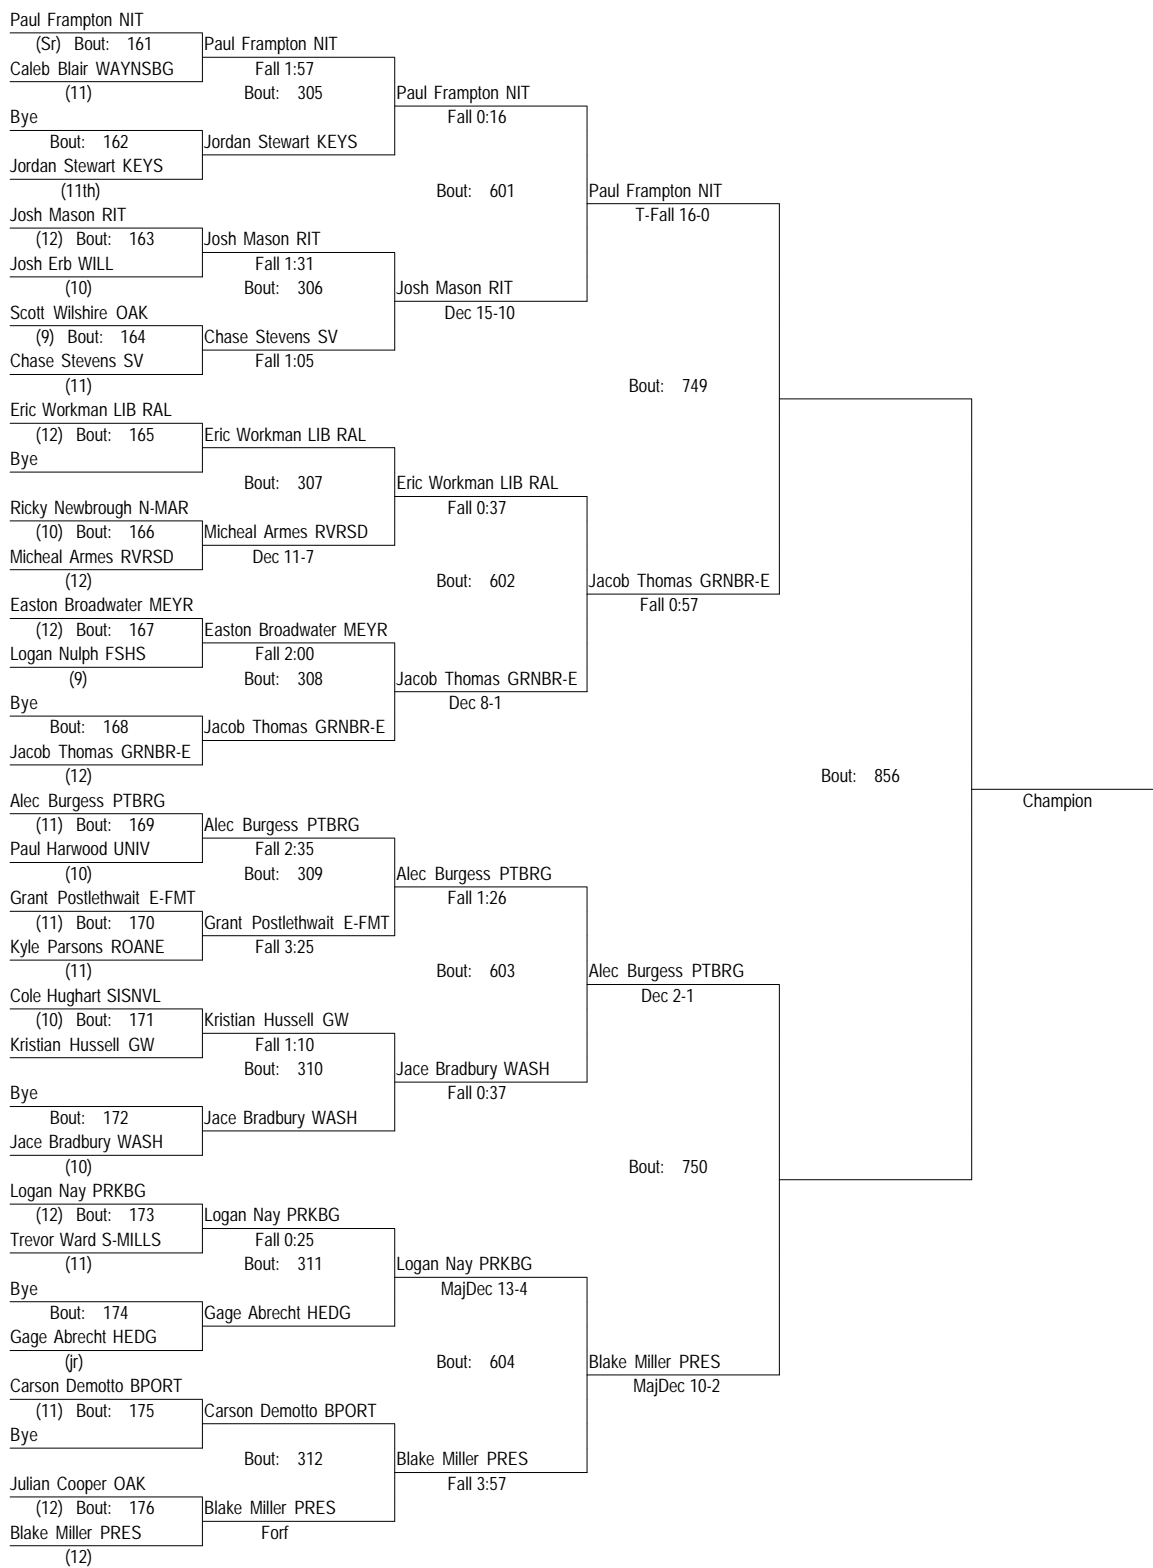 Paul Frampton NIT
(Sr) Bout: 161
Caleb Blair WAYNSBG
(11)
Bye
Bout: 162
Jordan Stewart KEYS
(11th)
Josh Mason RIT
(12) Bout: 163
Josh Erb WILL
(10)
Scott Wilshire OAK
(9) Bout: 164
Chase Stevens SV
(11)
Eric Workman LIB RAL
(12) Bout: 165
Bye
Ricky Newbrough N-MAR
(10) Bout: 166
Micheal Armes RVRSD
(12)
Easton Broadwater MEYR
(12) Bout: 167
Logan Nulph FSHS
(9)
Bye
Bout: 168
Jacob Thomas GRNBR-E
(12)
Alec Burgess PTBRG
(11) Bout: 169
Paul Harwood UNIV
(10)
Grant Postlethwait E-FMT
(11) Bout: 170
Kyle Parsons ROANE
(11)
Cole Hughart SISNVL
(10) Bout: 171
Kristian Hussell GW
Bye
Bout: 172
Jace Bradbury WASH
(10)
Logan Nay PRKBG
(12) Bout: 173
Trevor Ward S-MILLS
(11)
Bye
Bout: 174
Gage Abrecht HEDG
(jr)
Carson Demotto BPORT
(11) Bout: 175
Bye
Julian Cooper OAK
(12) Bout: 176
Blake Miller PRES
(12)
Paul Frampton NIT
Fall 1:57
Bout: 305
Jordan Stewart KEYS
Josh Mason RIT
Fall 1:31
Bout: 306
Chase Stevens SV
Fall 1:05
Eric Workman LIB RAL
Bout: 307
Micheal Armes RVRSD
Dec 11-7
Easton Broadwater MEYR
Fall 2:00
Bout: 308
Jacob Thomas GRNBR-E
Alec Burgess PTBRG
Fall 2:35
Bout: 309
Grant Postlethwait E-FMT
Fall 3:25
Kristian Hussell GW
Fall 1:10
Bout: 310
Jace Bradbury WASH
Logan Nay PRKBG
Fall 0:25
Bout: 311
Gage Abrecht HEDG
Carson Demotto BPORT
Bout: 312
Blake Miller PRES
Forf
Paul Frampton NIT
Fall 0:16
Bout: 601
Josh Mason RIT
Dec 15-10
Eric Workman LIB RAL
Fall 0:37
Bout: 602
Jacob Thomas GRNBR-E
Dec 8-1
Alec Burgess PTBRG
Fall 1:26
Bout: 603
Jace Bradbury WASH
Fall 0:37
Logan Nay PRKBG
MajDec 13-4
Bout: 604
Blake Miller PRES
Fall 3:57
Paul Frampton NIT
T-Fall 16-0
Bout: 749
Jacob Thomas GRNBR-E
Fall 0:57
Alec Burgess PTBRG
Dec 2-1
Bout: 750
Blake Miller PRES
MajDec 10-2
Bout: 856
Champion